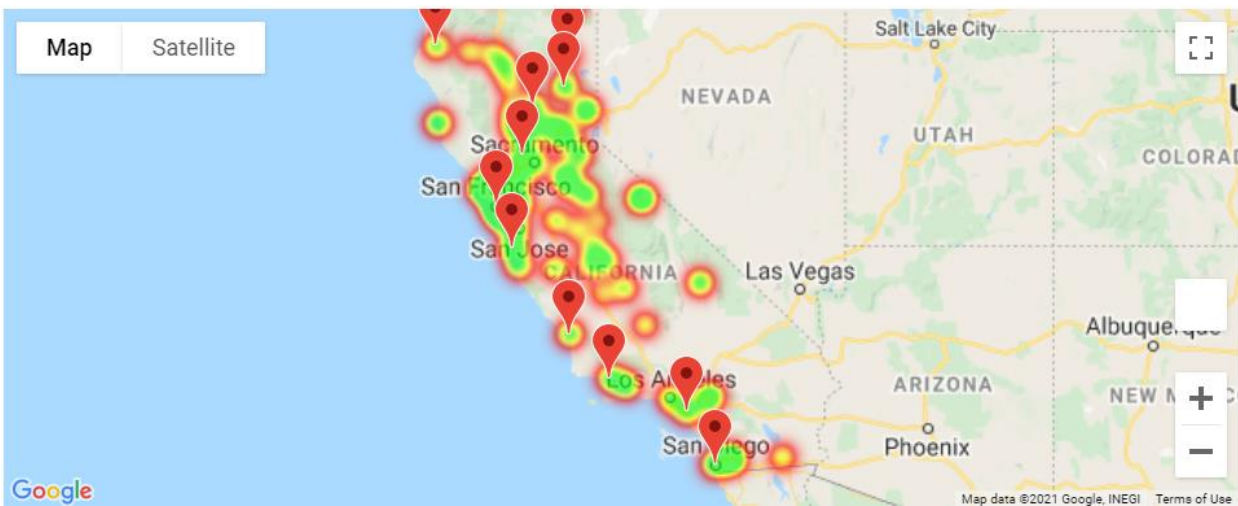 Map Satellite
Salt Lake City
NEVADA
UTAH
COLORAD
Sacramento
San Francisco
San Jose
CALIFORNIA
Las Vegas
Albuquerque
Los Angeles
ARIZONA
NEW M
San Diego
Phoenix
Google
Map data ©2021 Google, INEGI Terms of Use